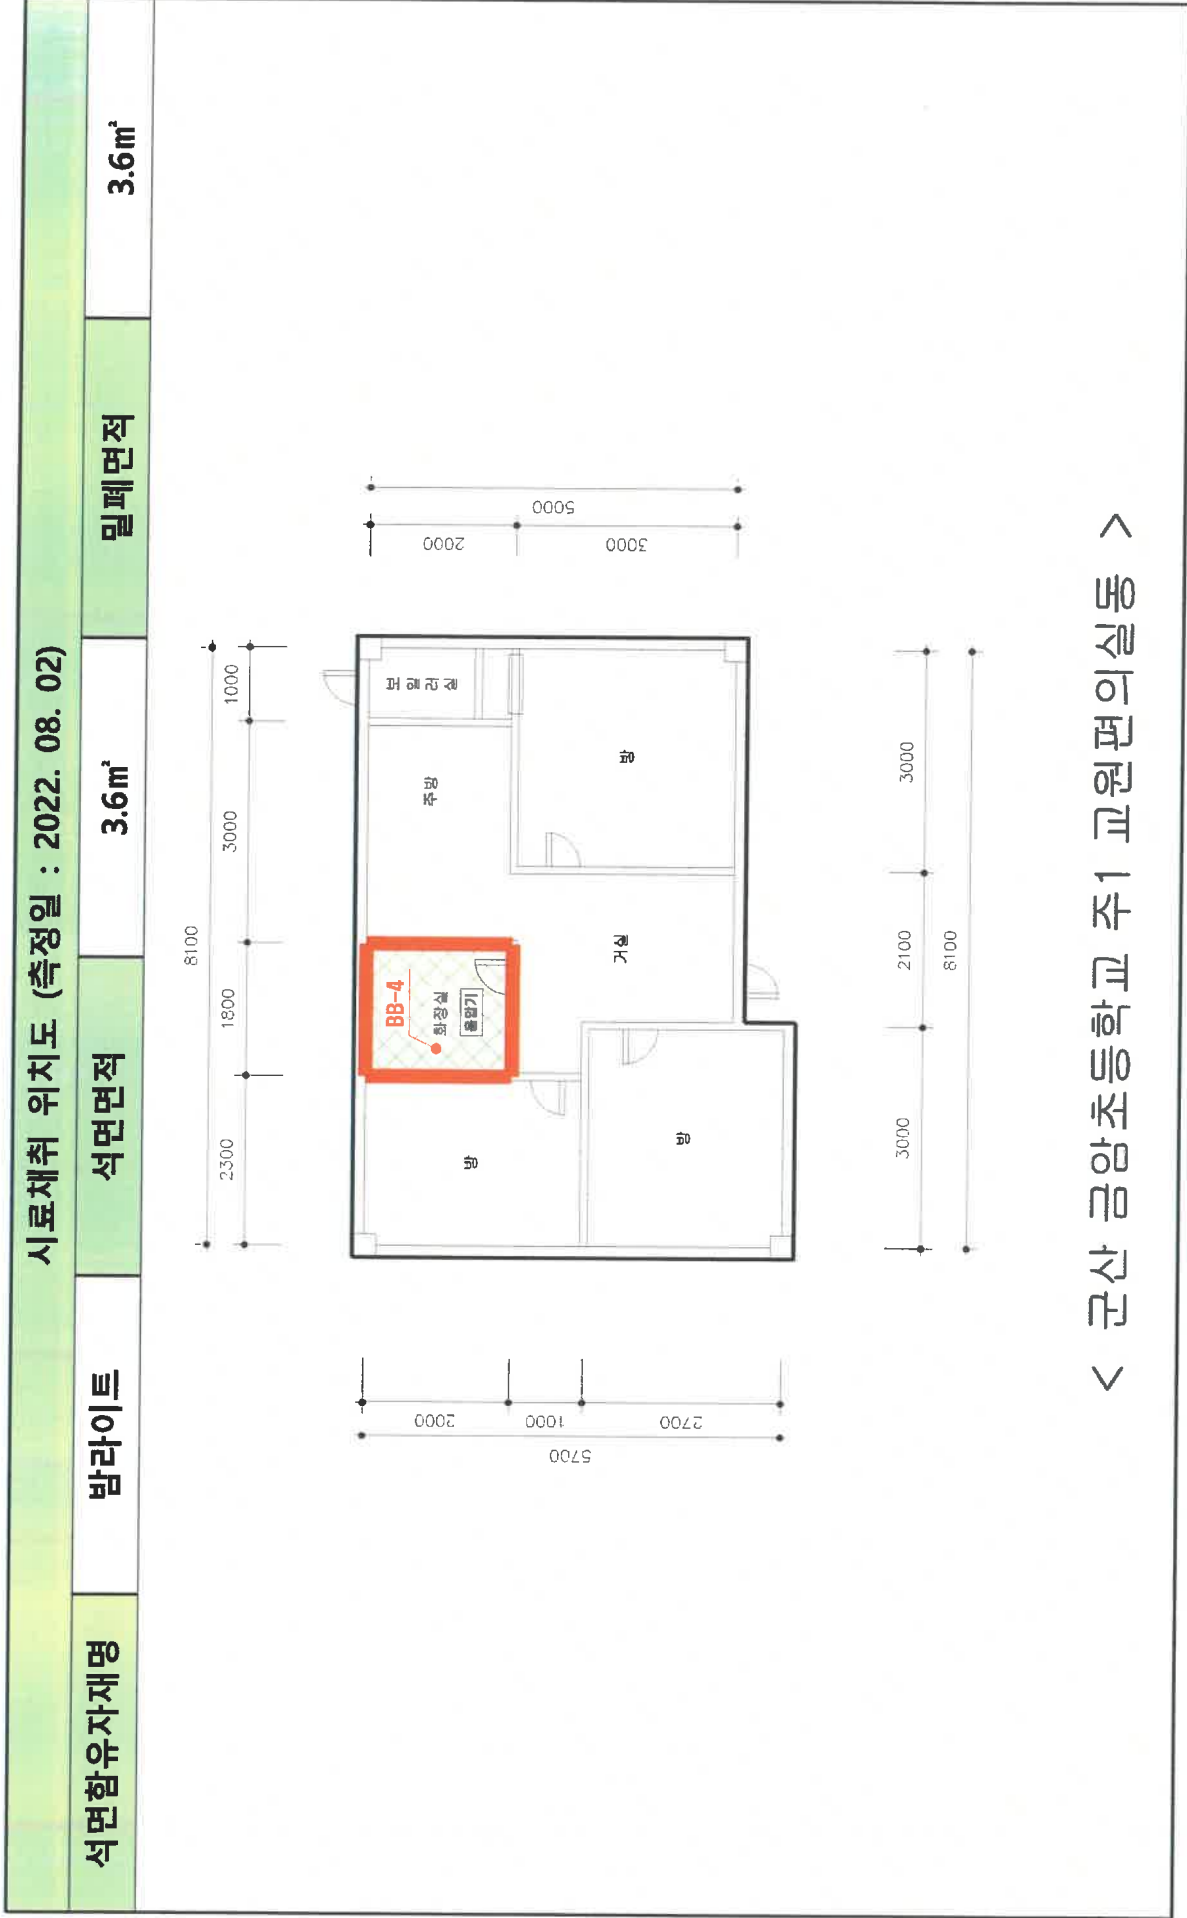 시료채취 위치도 (측정일 : 2022. 08. 02)
석면함유자재명 밤라이트 석면면적 3.6㎡ 밀폐면적 3.6㎡
8100
2300 1800 3000 1000
BB-4
화장실
음압기
주방
보일러실
방
거실
방
방
2000
1000
2700
5700
2000
3000
5000
3000 2100 3000
8100
< 군산 금암초등학교 주1 교원편의실동 >